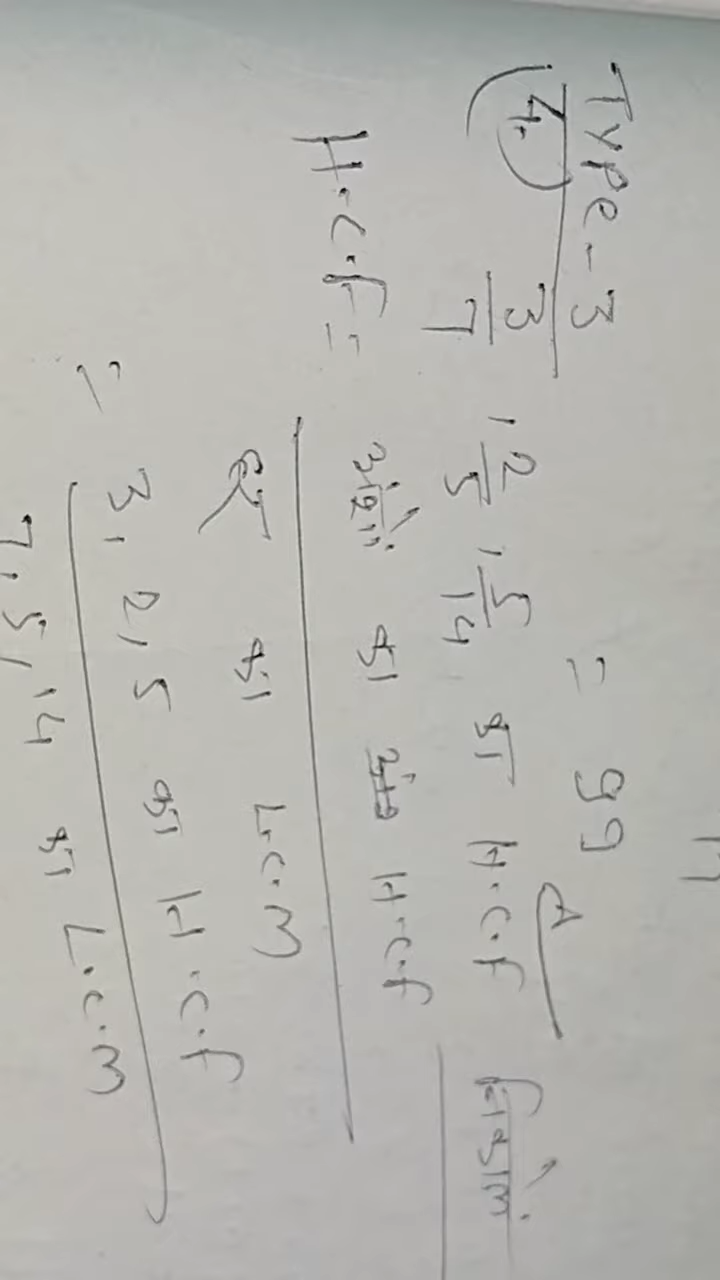 = 99 A
Type-3
4. 3/7, 2/5, 5/14, का H.C.F निकालें
H.C.F = अंशों का H.C.F
हर का L.C.M
= 3, 2, 5 का H.C.F
7, 5, 14 का L.C.M